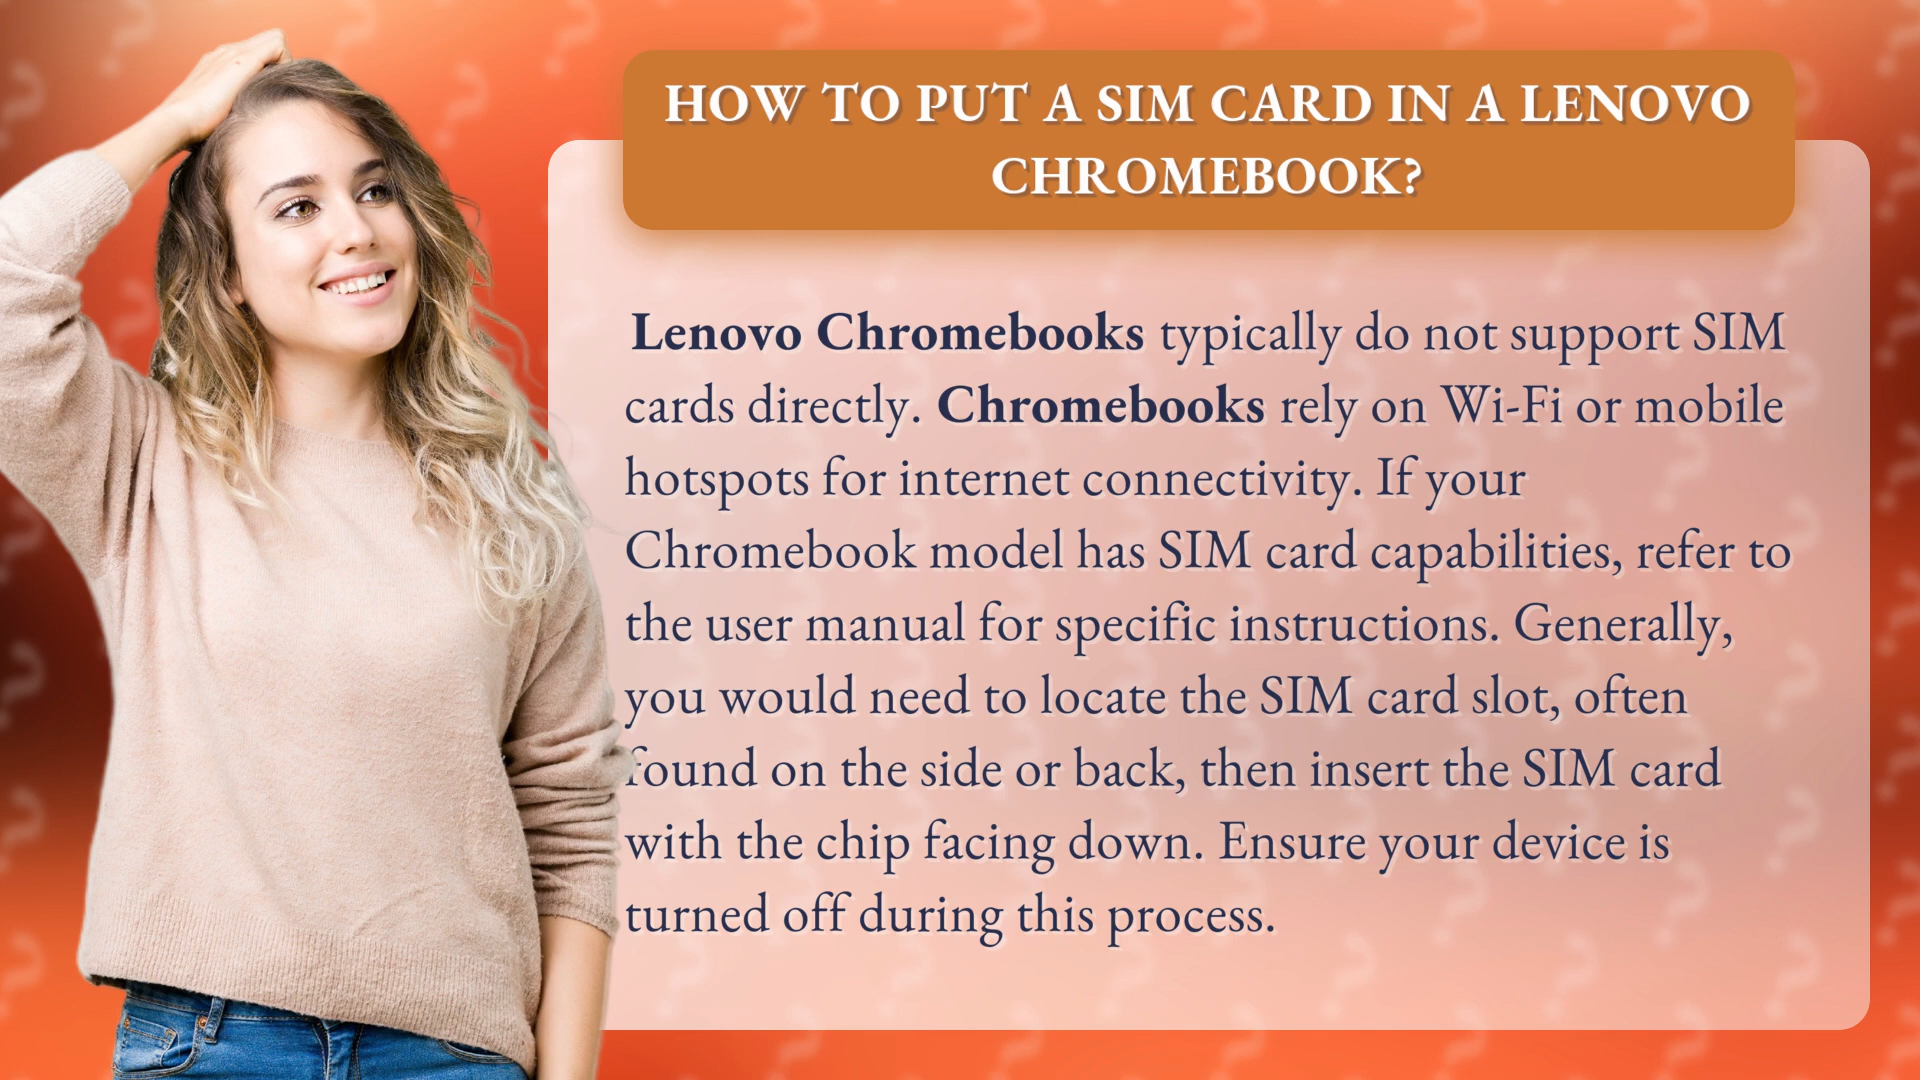 HOW TO PUT A SIM CARD IN A LENOVO
CHROMEBOOK?
Lenovo Chromebooks typically do not support SIM
cards directly. Chromebooks rely on Wi-Fi or mobile
hotspots for internet connectivity. If your
Chromebook model has SIM card capabilities, refer to
the user manual for specific instructions. Generally,
you would need to locate the SIM card slot, often
found on the side or back, then insert the SIM card
with the chip facing down. Ensure your device is
turned off during this process.